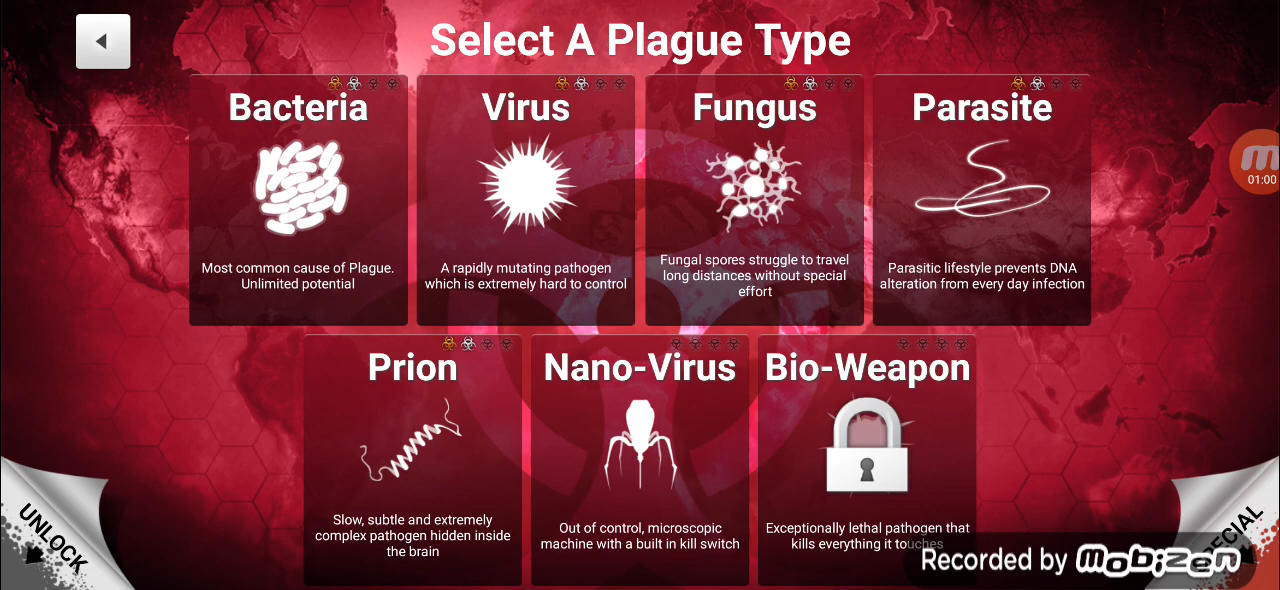 Select A Plague Type
Bacteria
Most common cause of Plague.
Unlimited potential
Virus
A rapidly mutating pathogen
which is extremely hard to control
Fungus
Fungal spores struggle to travel
long distances without special
effort
Parasite
Parasitic lifestyle prevents DNA
alteration from every day infection
m
01:00
Prion
Slow, subtle and extremely
complex pathogen hidden inside
the brain
Nano-Virus
Out of control, microscopic
machine with a built in kill switch
Bio-Weapon
Exceptionally lethal pathogen that
kills everything it touches
UNLOCK
SPECIAL
Recorded by mobizen